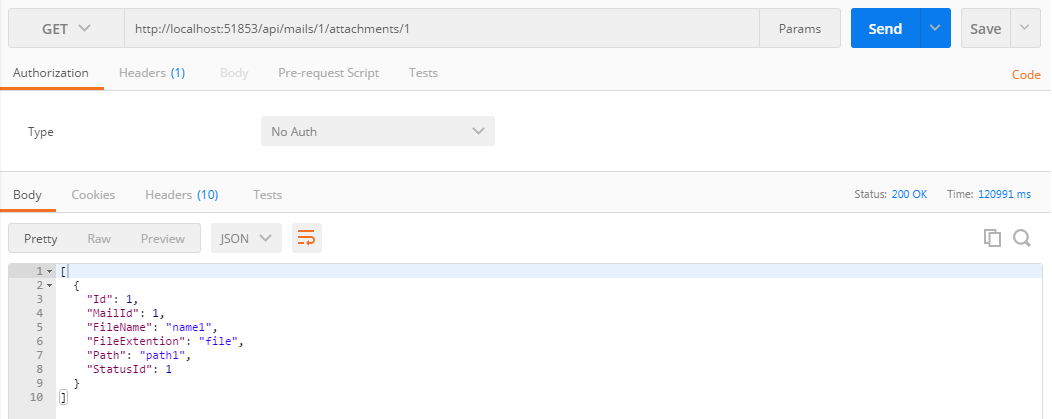 GET http://localhost:51853/api/mails/1/attachments/1 Params Send Save
Authorization Headers (1) Body Pre-request Script Tests Code
Type No Auth
Body Cookies Headers (10) Tests Status: 200 OK Time: 120991 ms
Pretty Raw Preview JSON
1 [
2 {
3 "Id": 1,
4 "MailId": 1,
5 "FileName": "name1",
6 "FileExtention": "file",
7 "Path": "path1",
8 "StatusId": 1
9 }
10 ]